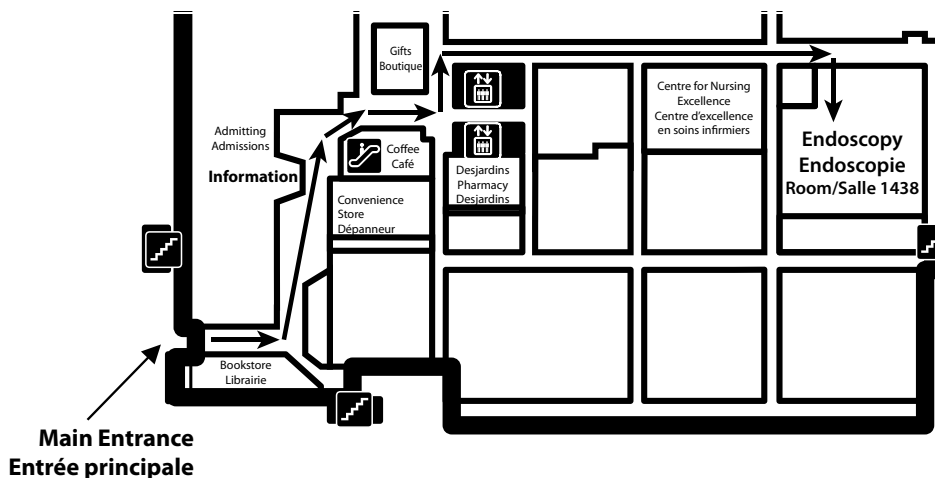 Gifts
Boutique
Centre for Nursing
Excellence
Centre d'excellence
en soins infirmiers
Admitting
Admissions
Information
Coffee
Café
Endoscopy
Endoscopie
Room/Salle 1438
Desjardins
Pharmacy
Desjardins
Convenience
Store
Dépanneur
Bookstore
Librairie
Main Entrance
Entrée principale